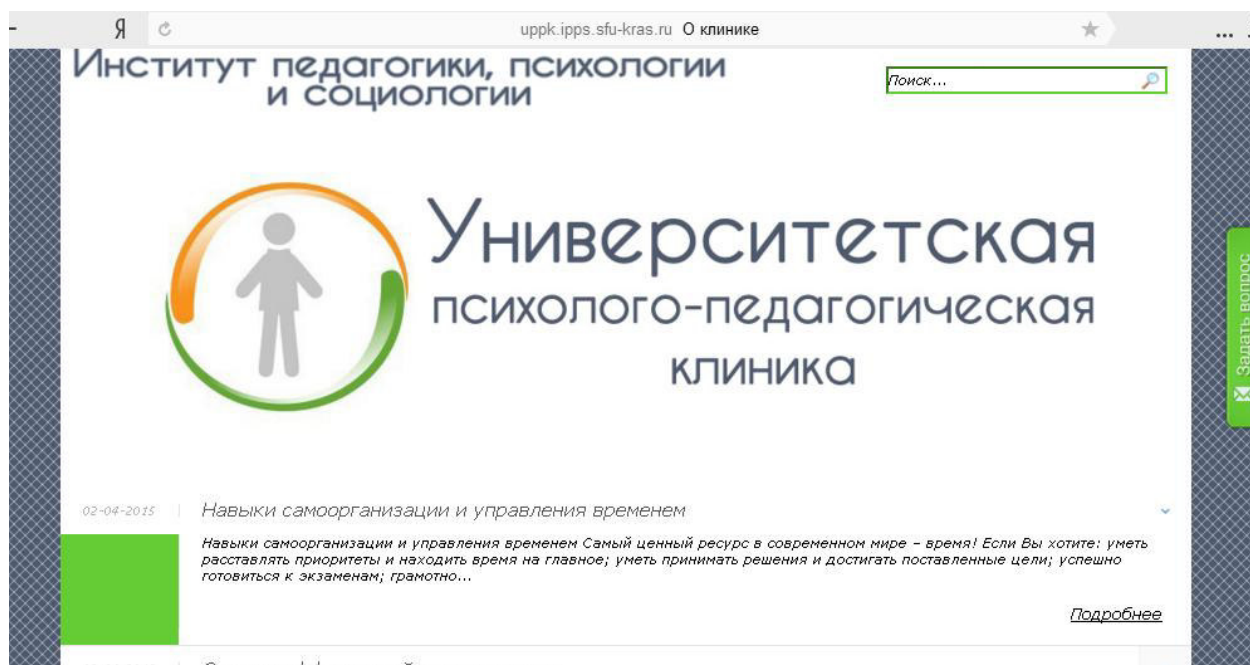 Я uppk.ipps.sfu-kras.ru О клинике
Институт педагогики, психологии
и социологии
Поиск...
Университетская
психолого-педагогическая
клиника
Задать вопрос
02-04-2015 Навыки самоорганизации и управления временем
Навыки самоорганизации и управления временем Самый ценный ресурс в современном мире – время! Если Вы хотите: уметь
расставлять приоритеты и находить время на главное; уметь принимать решения и достигать поставленные цели; успешно
готовиться к экзаменам; грамотно...
Подробнее